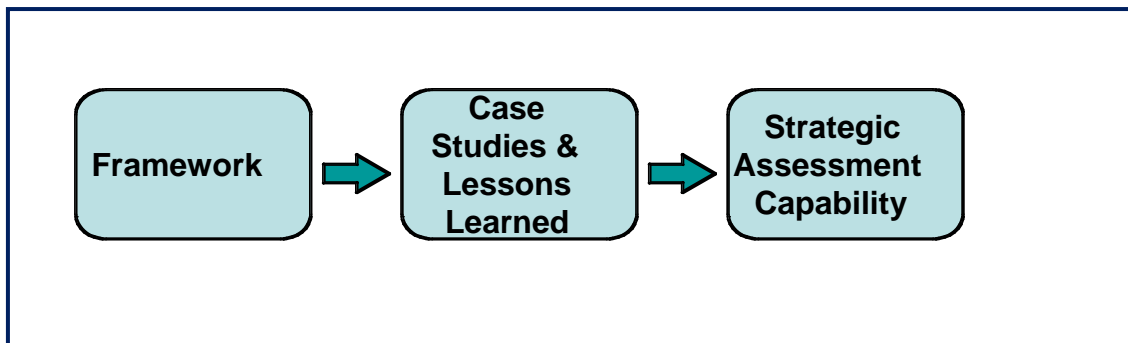 Framework
Case
Studies &
Lessons
Learned
Strategic
Assessment
Capability